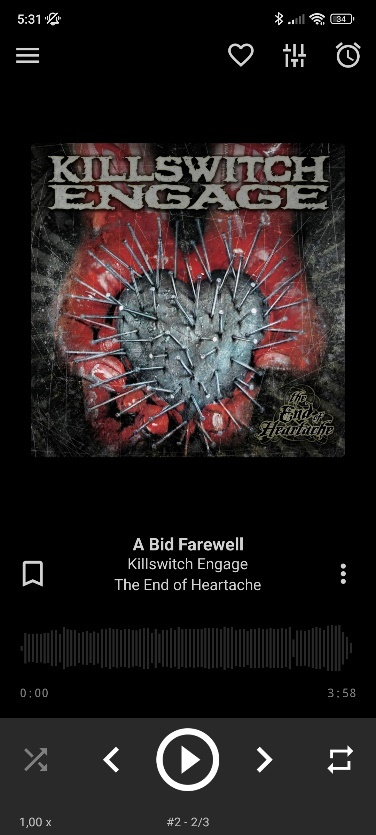 5:31
34
KILLSWITCH
ENGAGE
The
End of
Heartache
A Bid Farewell
Killswitch Engage
The End of Heartache
0:00 3:58
1,00 x #2 - 2/3